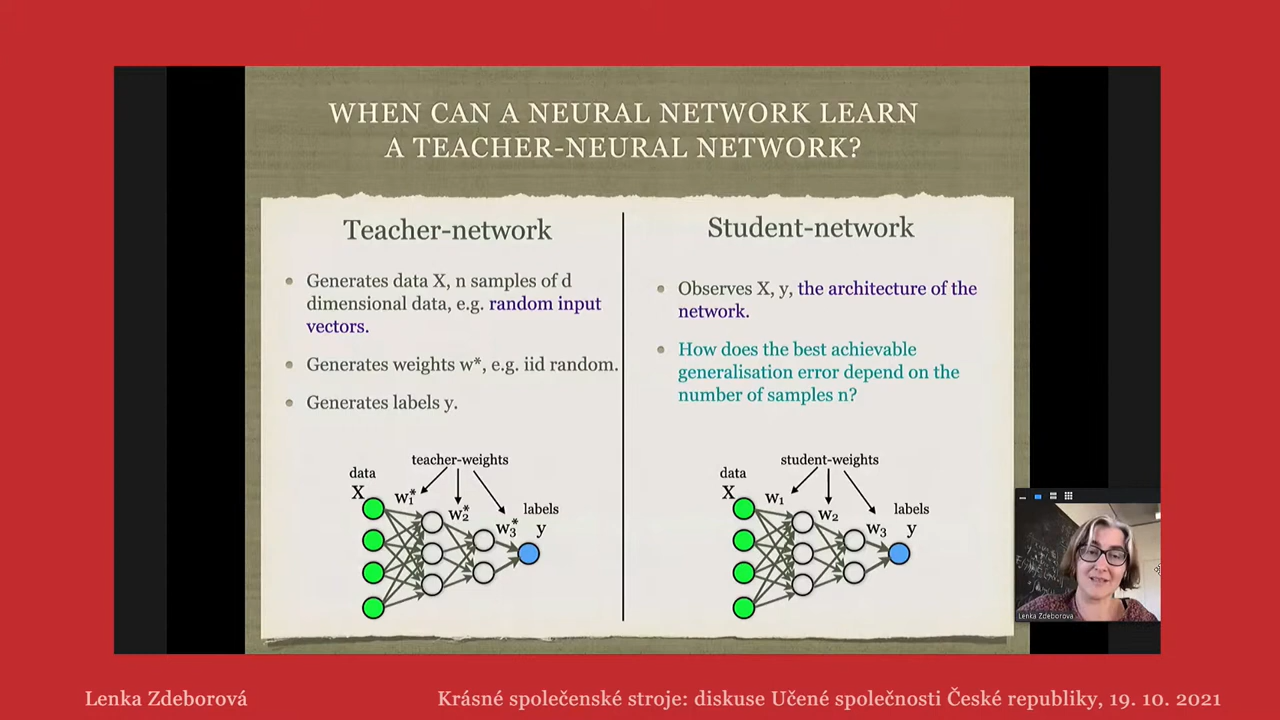 WHEN CAN A NEURAL NETWORK LEARN
A TEACHER-NEURAL NETWORK?
Teacher-network
Generates data X, n samples of d
dimensional data, e.g. random input
vectors.
Generates weights w*, e.g. iid random.
Generates labels y.
teacher-weights
data
X
w₁*
w₂*
w₃*
labels
y
Student-network
Observes X, y, the architecture of the
network.
How does the best achievable
generalisation error depend on the
number of samples n?
student-weights
data
X
w₁
w₂
w₃
labels
y
Lenka Zdeborova
Lenka Zdeborová
Krásné společenské stroje: diskuse Učené společnosti České republiky, 19. 10. 2021